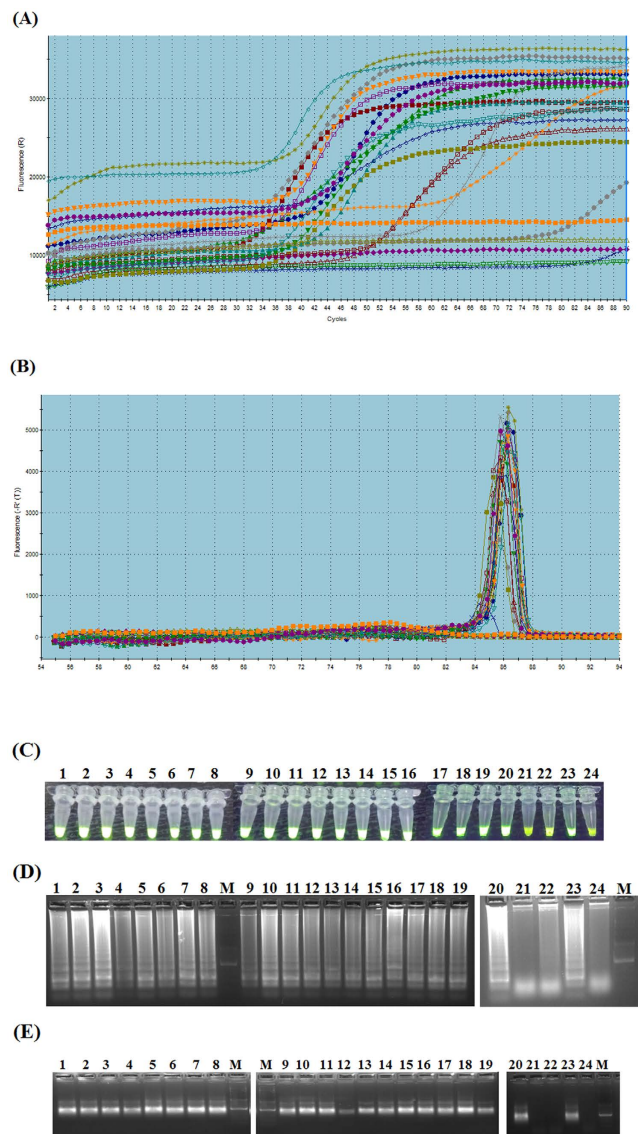 (A)
Fluorescence (R)
30000
20000
10000
2 4 6 8 10 12 14 16 18 20 22 24 26 28 30 32 34 36 38 40 42 44 46 48 50 52 54 56 58 60 62 64 66 68 70 72 74 76 78 80 82 84 86 88 90
Cycles
(B)
Fluorescence (-R' (T))
5000
4000
3000
2000
1000
0
54 56 58 60 62 64 66 68 70 72 74 76 78 80 82 84 86 88 90 92 94
(C)
1 2 3 4 5 6 7 8 9 10 11 12 13 14 15 16 17 18 19 20 21 22 23 24
(D)
1 2 3 4 5 6 7 8 M 9 10 11 12 13 14 15 16 17 18 19 20 21 22 23 24 M
(E)
1 2 3 4 5 6 7 8 M M 9 10 11 12 13 14 15 16 17 18 19 20 21 22 23 24 M